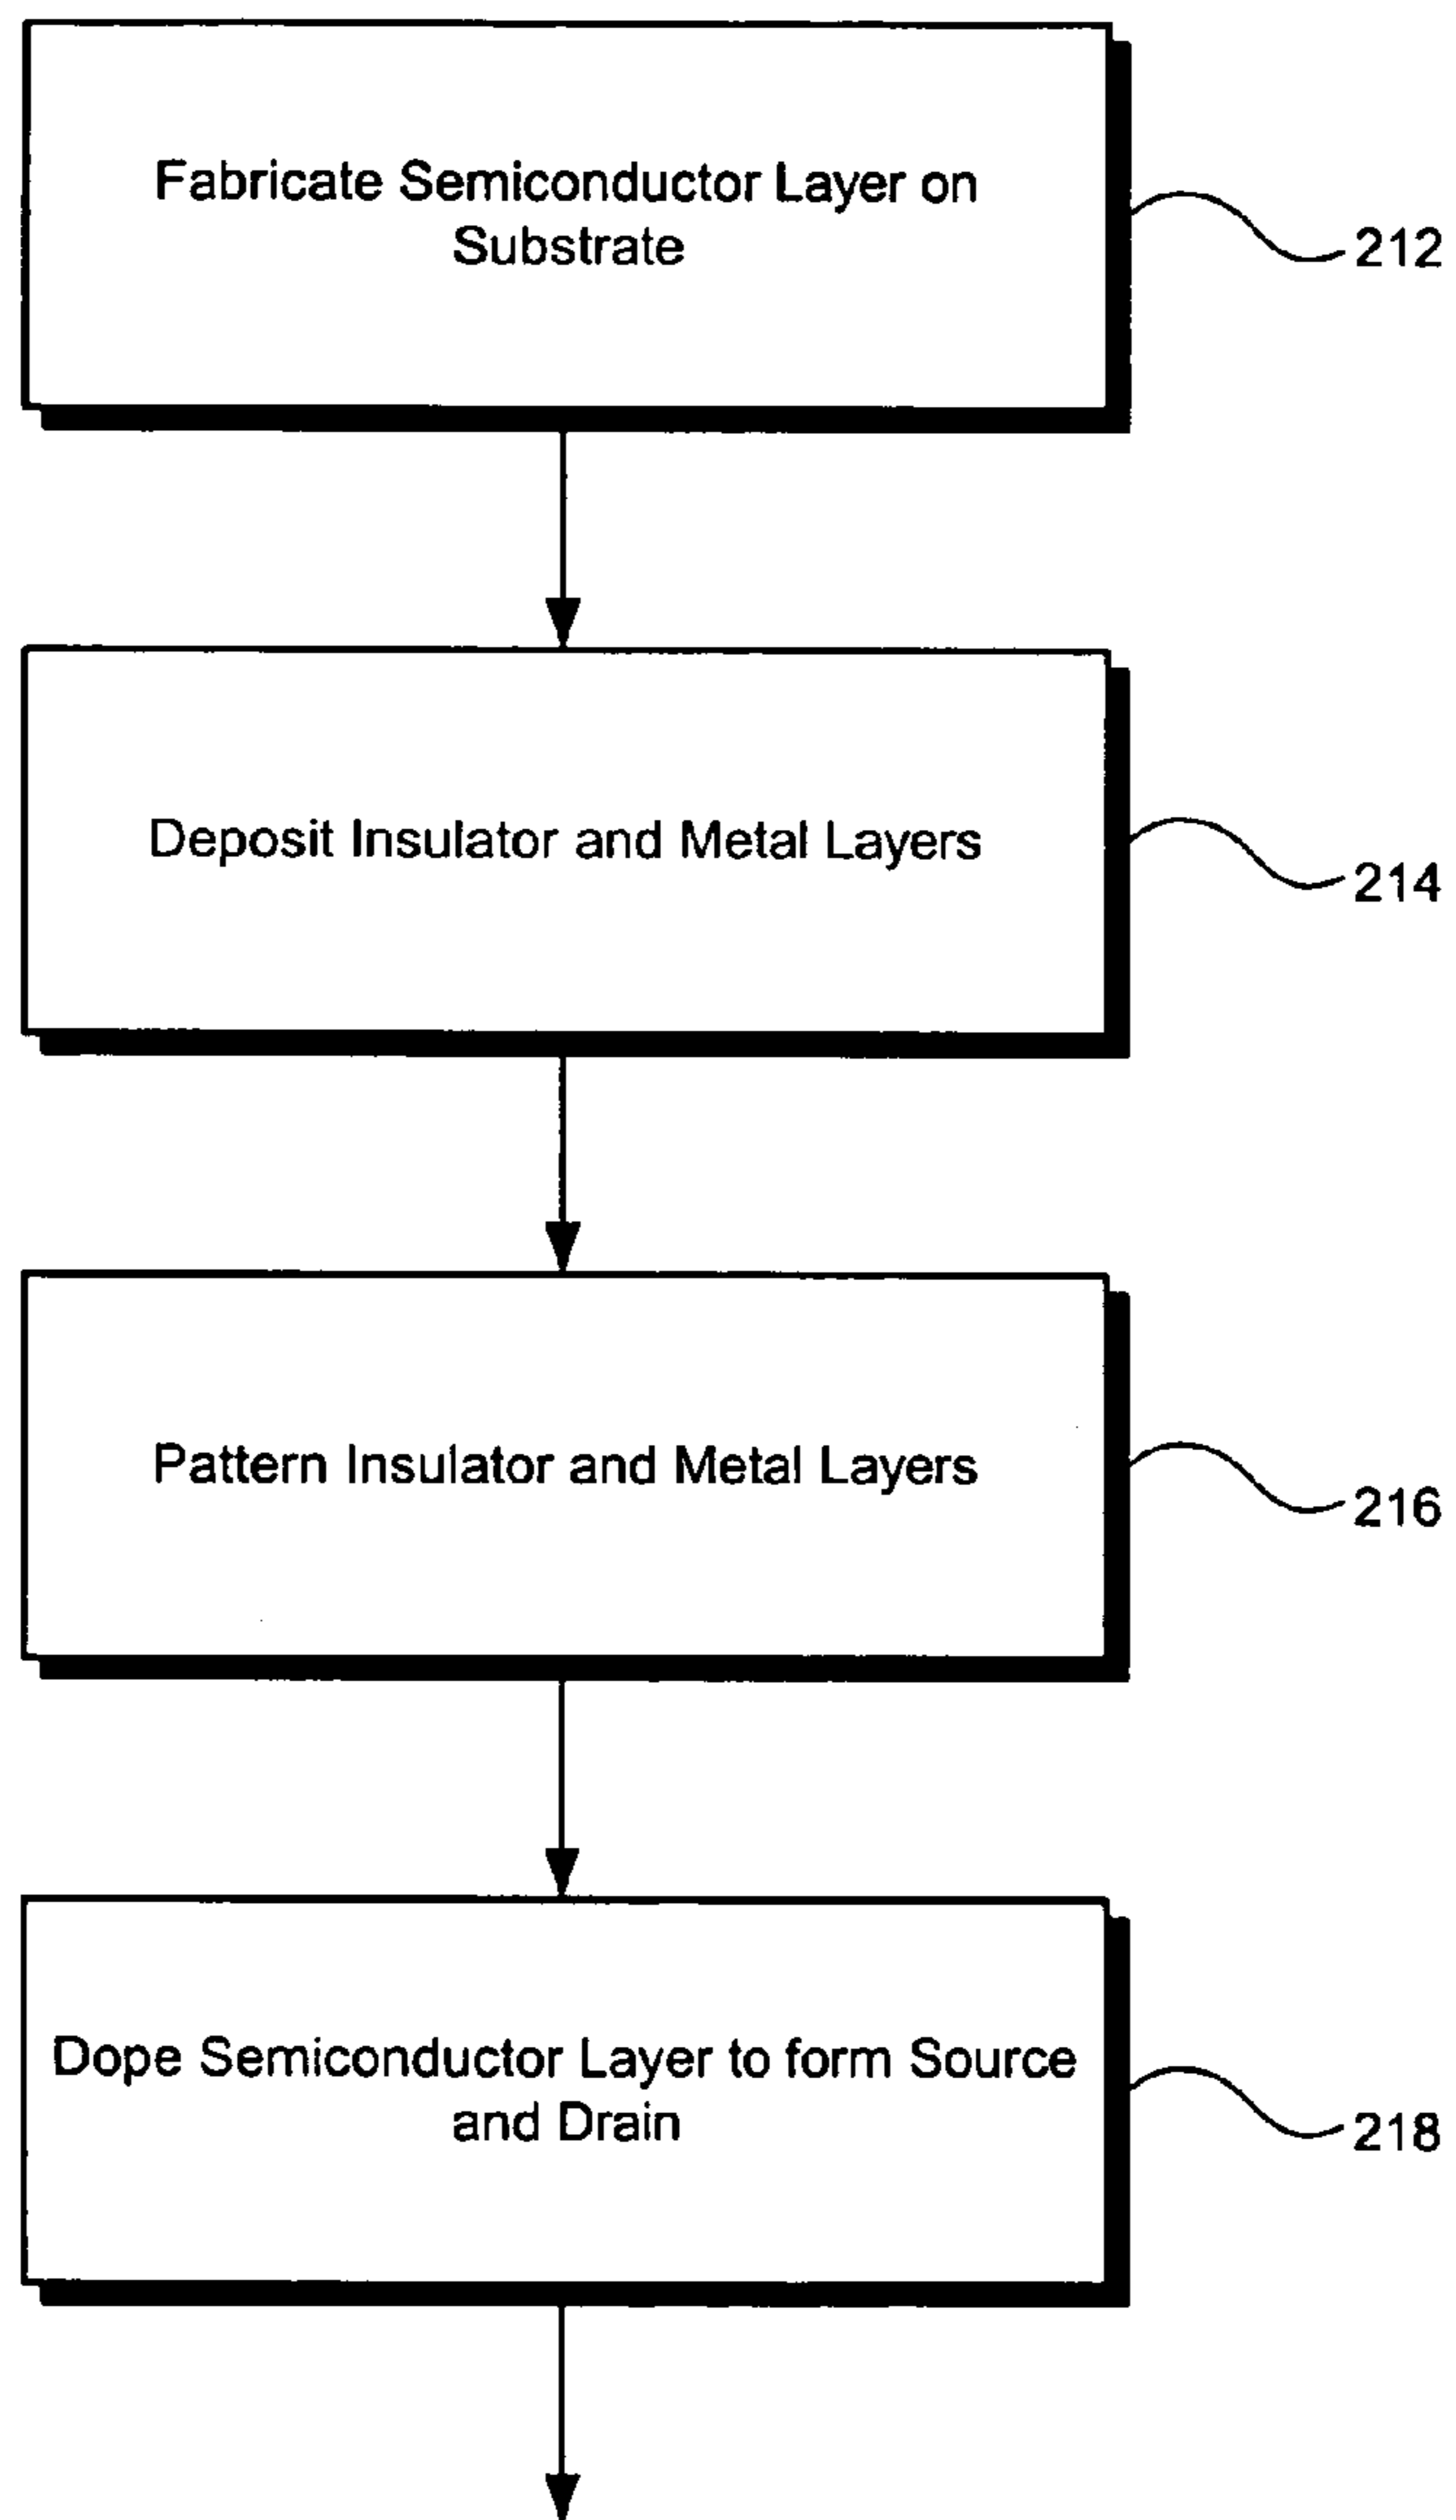 Fabricate Semiconductor Layer on
Substrate
212
Deposit Insulator and Metal Layers
214
Pattern Insulator and Metal Layers
216
Dope Semiconductor Layer to form Source
and Drain
218